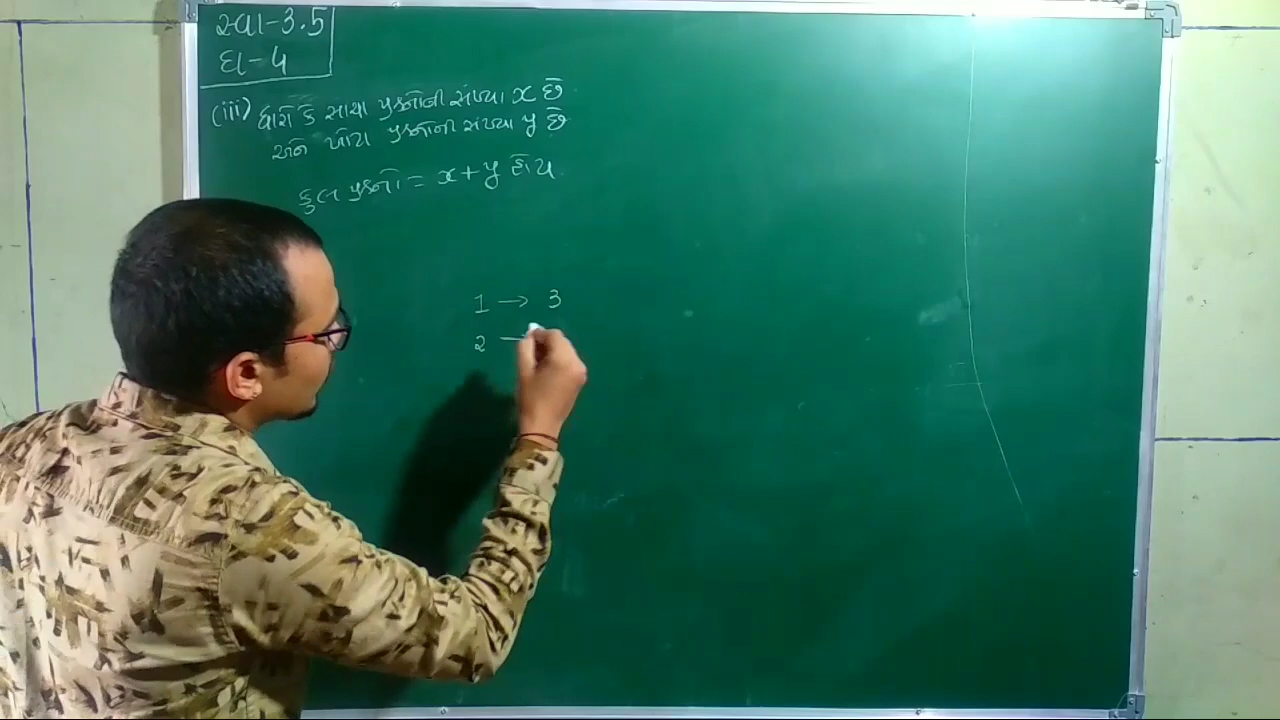 સ્વા-3.5
દા-4
(iii) ધારો કે સાચા પ્રશ્નોની સંખ્યા x છે
અને ખોટા પ્રશ્નોની સંખ્યા y છે
કુલ પ્રશ્નો = x + y હોય.
1 → 3
2 →